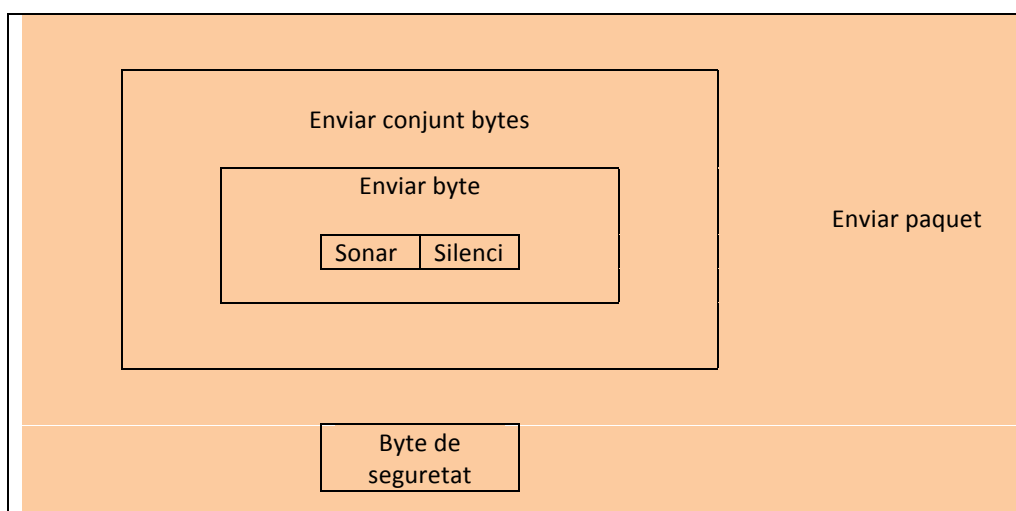 Enviar conjunt bytes
Enviar byte
Enviar paquet
Sonar Silenci
Byte de
seguretat